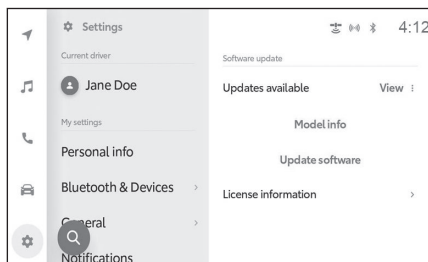 Settings
4:12
Current driver
Jane Doe
My settings
Personal info
Bluetooth & Devices
General
Notifications
Software update
Updates available View
Model info
Update software
License information